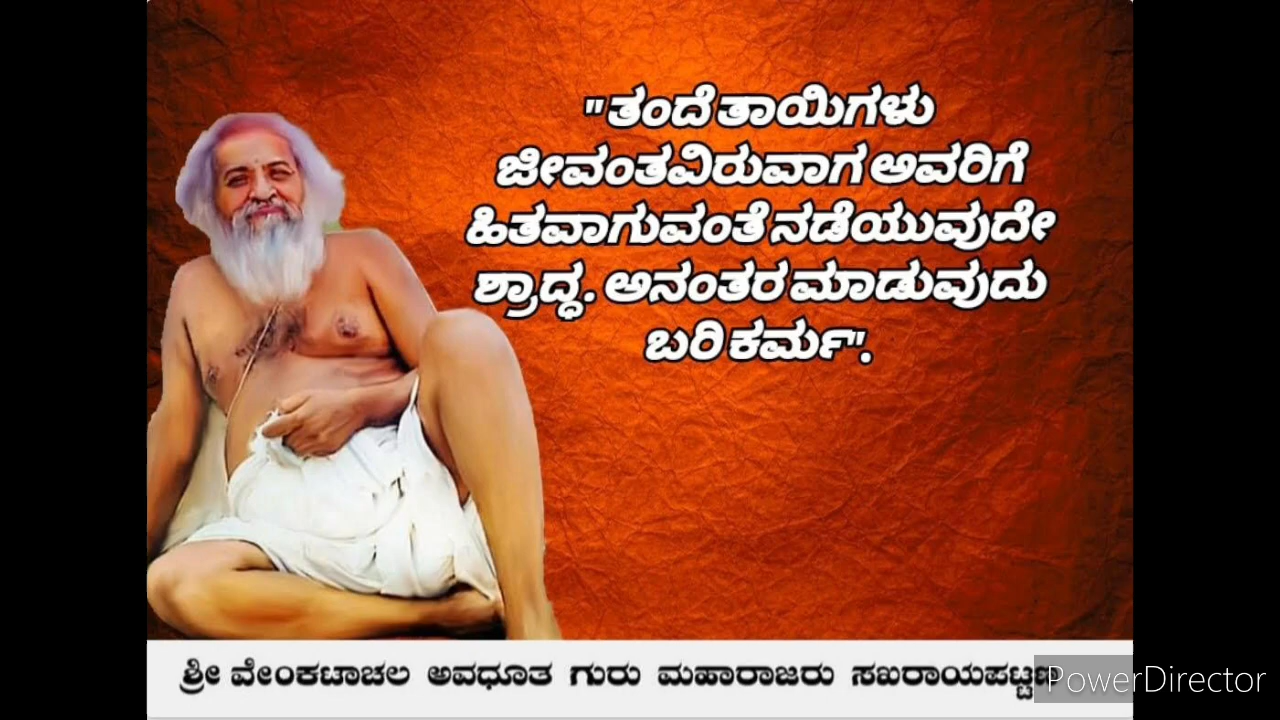 "ತಂದೆ ತಾಯಿಗಳು
ಜೀವಂತವಿರುವಾಗ ಅವರಿಗೆ
ಹಿತವಾಗುವಂತೆ ನಡೆಯುವುದೇ
ಶ್ರಾದ್ಧ. ಅನಂತರ ಮಾಡುವುದು
ಬರಿ ಕರ್ಮ".
ಶ್ರೀ ವೇಂಕಟಾಚಲ ಅವಧೂತ ಗುರು ಮಹಾರಾಜರು ಸಖರಾಯಪಟ್ಟಣ
PowerDirector